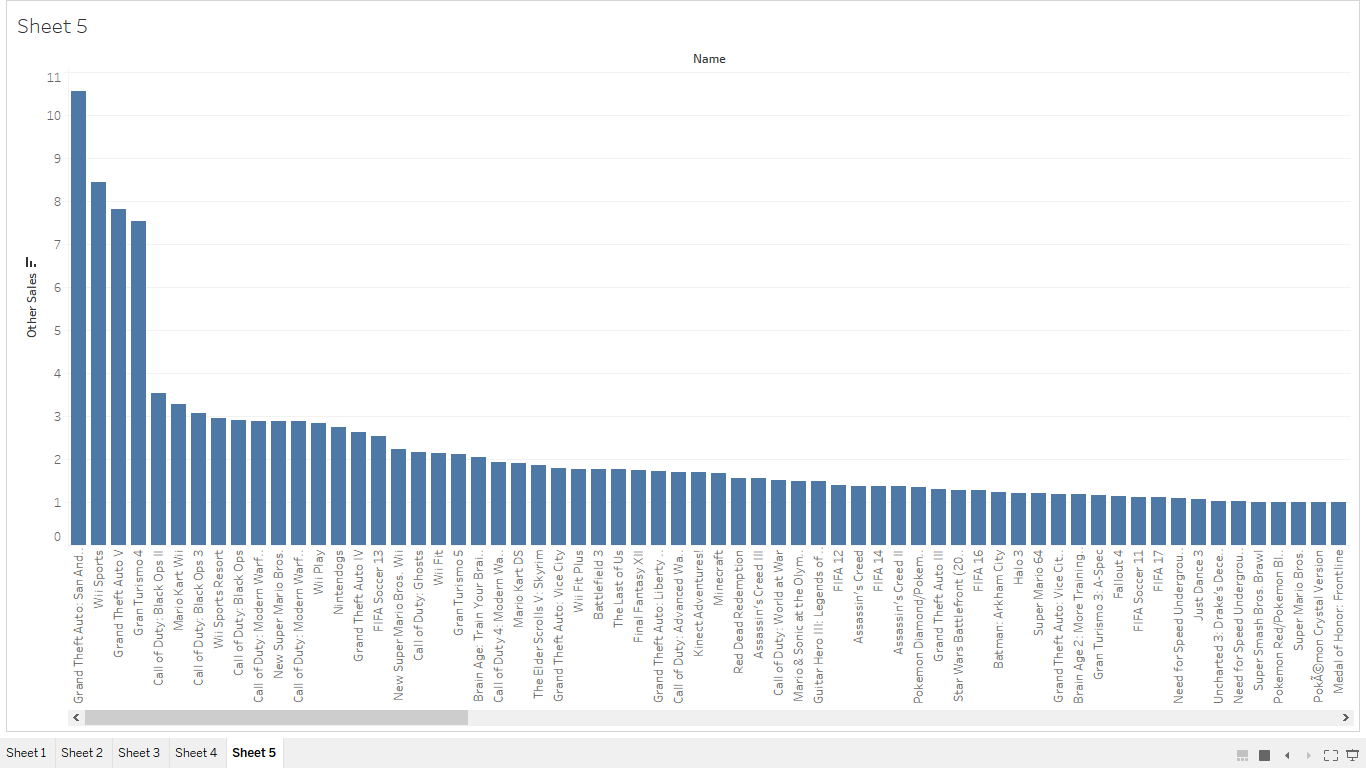 Sheet 5
Name
11
10
9
8
7
6
5
4
3
2
1
0
Other Sales
Grand Theft Auto: San And..
Wii Sports
Grand Theft Auto V
Gran Turismo 4
Call of Duty: Black Ops II
Mario Kart Wii
Call of Duty: Black Ops 3
Wii Sports Resort
Call of Duty: Black Ops
Call of Duty: Modern Warf..
New Super Mario Bros.
Call of Duty: Modern Warf..
Wii Play
Nintendogs
Grand Theft Auto IV
FIFA Soccer 13
New Super Mario Bros. Wii
Call of Duty: Ghosts
Wii Fit
Gran Turismo 5
Brain Age: Train Your Brai..
Call of Duty 4: Modern Wa..
Mario Kart DS
The Elder Scrolls V: Skyrim
Grand Theft Auto: Vice City
Wii Fit Plus
Battlefield 3
The Last of Us
Final Fantasy XII
Grand Theft Auto: Liberty ..
Call of Duty: Advanced Wa..
Kinect Adventures!
Minecraft
Red Dead Redemption
Assassin's Creed III
Call of Duty: World at War
Mario & Sonic at the Olym..
Guitar Hero III: Legends of ..
FIFA 12
Assassin's Creed
FIFA 14
Assassin's Creed II
Pokemon Diamond/Pokem..
Grand Theft Auto III
Star Wars Battlefront (20..
FIFA 16
Batman: Arkham City
Halo 3
Super Mario 64
Grand Theft Auto: Vice Cit..
Brain Age 2: More Training..
Gran Turismo 3: A-Spec
Fallout 4
FIFA Soccer 11
FIFA 17
Need for Speed Undergrou..
Just Dance 3
Uncharted 3: Drake's Dece..
Need for Speed Undergrou..
Super Smash Bros. Brawl
Pokemon Red/Pokemon Bl..
Super Mario Bros.
PokÃ©mon Crystal Version
Medal of Honor: Frontline
Sheet 1
Sheet 2
Sheet 3
Sheet 4
Sheet 5